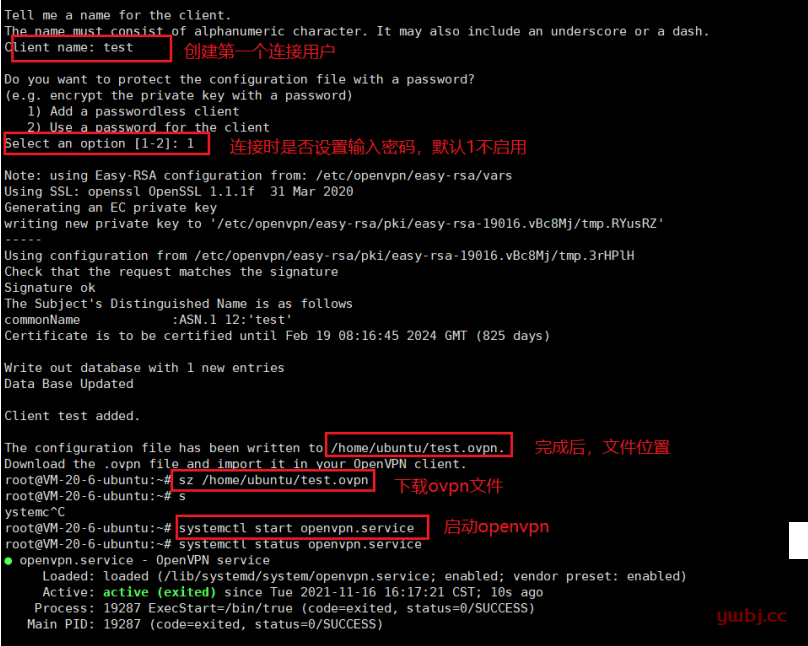 Tell me a name for the client.
The name must consist of alphanumeric character. It may also include an underscore or a dash.
Client name: test 创建第一个连接用户
Do you want to protect the configuration file with a password?
(e.g. encrypt the private key with a password)
1) Add a passwordless client
2) Use a password for the client
Select an option [1-2]: 1 连接时是否设置输入密码，默认1不启用
Note: using Easy-RSA configuration from: /etc/openvpn/easy-rsa/vars
Using SSL: openssl OpenSSL 1.1.1f  31 Mar 2020
Generating an EC private key
writing new private key to '/etc/openvpn/easy-rsa/pki/easy-rsa-19016.vBc8Mj/tmp.RYusRZ'
-----
Using configuration from /etc/openvpn/easy-rsa/pki/easy-rsa-19016.vBc8Mj/tmp.3rHPlH
Check that the request matches the signature
Signature ok
The Subject's Distinguished Name is as follows
commonName            :ASN.1 12:'test'
Certificate is to be certified until Feb 19 08:16:45 2024 GMT (825 days)
Write out database with 1 new entries
Data Base Updated
Client test added.
The configuration file has been written to /home/ubuntu/test.ovpn. 完成后，文件位置
Download the .ovpn file and import it in your OpenVPN client.
root@VM-20-6-ubuntu:~# sz /home/ubuntu/test.ovpn 下载ovpn文件
root@VM-20-6-ubuntu:~# s
ystemc^C
root@VM-20-6-ubuntu:~# systemctl start openvpn.service 启动openvpn
root@VM-20-6-ubuntu:~# systemctl status openvpn.service
● openvpn.service - OpenVPN service
Loaded: loaded (/lib/systemd/system/openvpn.service; enabled; vendor preset: enabled)
Active: active (exited) since Tue 2021-11-16 16:17:21 CST; 10s ago
Process: 19287 ExecStart=/bin/true (code=exited, status=0/SUCCESS)
Main PID: 19287 (code=exited, status=0/SUCCESS)
ywbj.cc